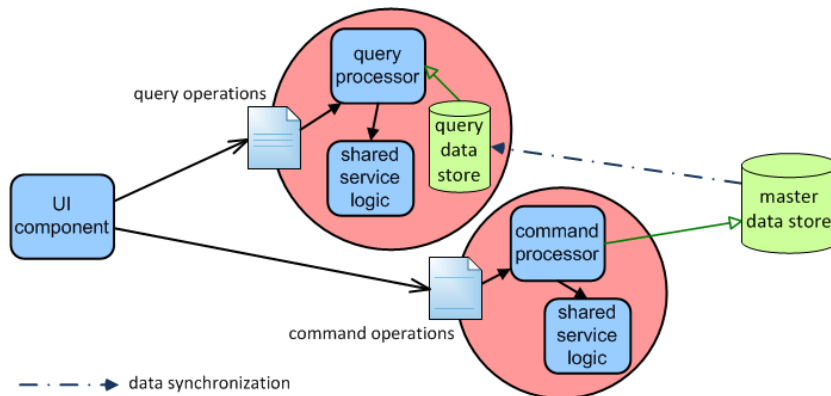 query
processor
query operations
query
data
store
shared
service
logic
UI
component
master
data store
command
processor
command operations
shared
service
logic
data synchronization